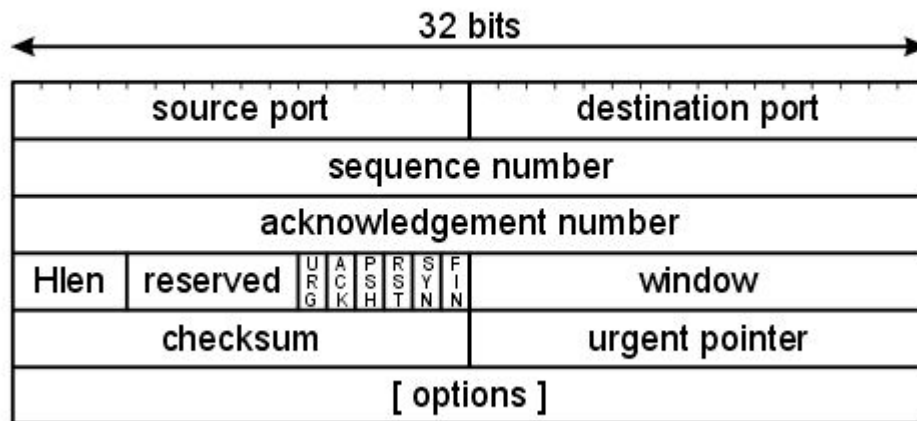 32 bits
source port destination port
sequence number
acknowledgement number
Hlen reserved URG ACK PSH RST SYN FIN window
checksum urgent pointer
[ options ]